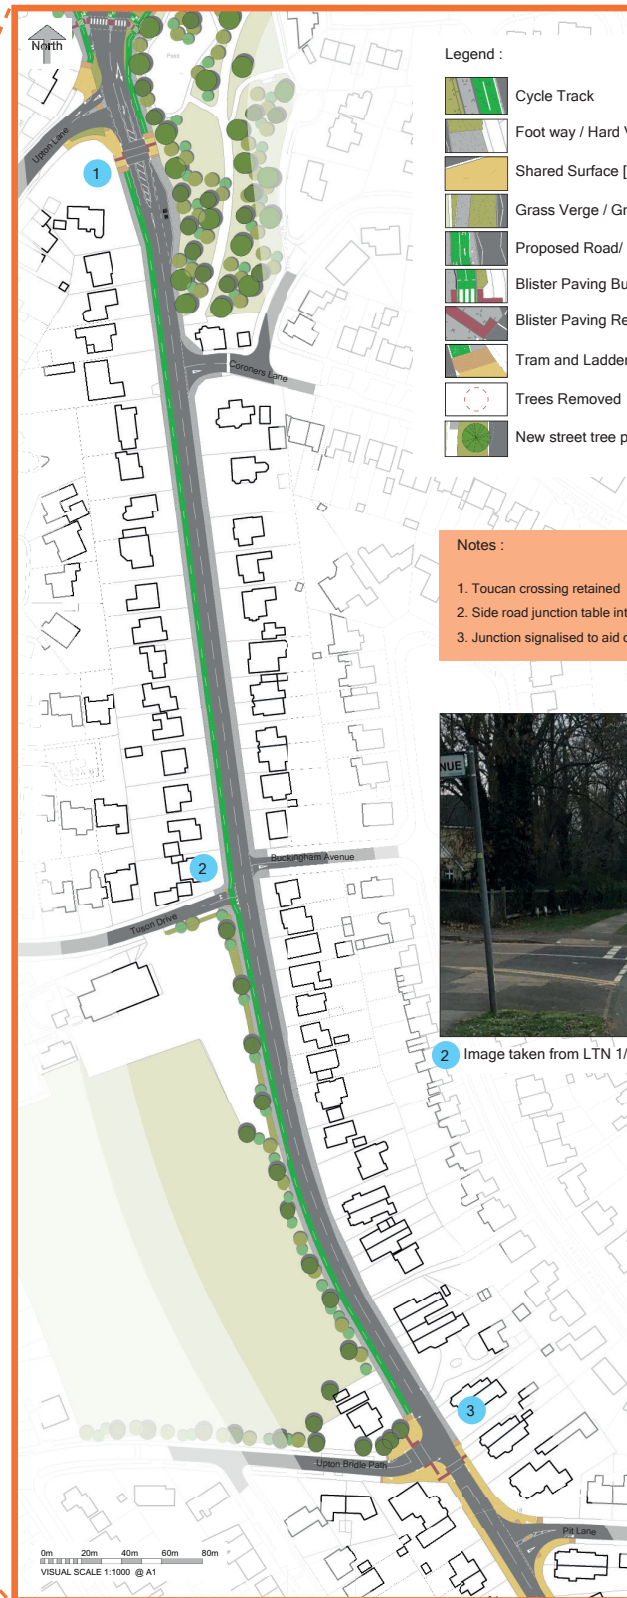 North
Pond
Upton Lane
1
Coroners Lane
Buckingham Avenue
2
Tuson Drive
3
Upton Bridle Path
Pit Lane
0m 20m 40m 60m 80m
VISUAL SCALE 1:1000 @ A1
Legend :
Cycle Track
Foot way / Hard
Shared Surface [
Grass Verge / Gr
Proposed Road/
Blister Paving Bu
Blister Paving Re
Tram and Ladder
Trees Removed
New street tree p
Notes :
1. Toucan crossing retained
2. Side road junction table int
3. Junction signalised to aid c
NUE
2 Image taken from LTN 1/